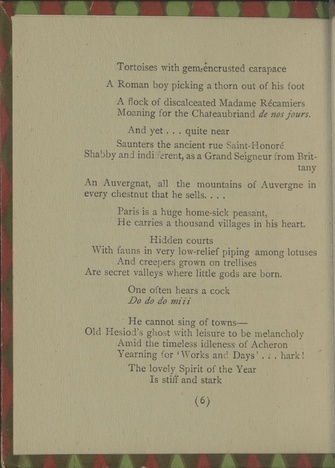 Tortoises with gem-encrusted carapace
A Roman boy picking a thorn out of his foot
A flock of discalceated Madame Récamiers
Moaning for the Chateaubriand de nos jours.
And yet . . . quite near
Saunters the ancient rue Saint-Honoré
Shabby and indifferent, as a Grand Seigneur from Brit-
tany
An Auvergnat, all the mountains of Auvergne in
every chestnut that he sells. . . .
Paris is a huge home-sick peasant,
He carries a thousand villages in his heart.
Hidden courts
With fauns in very low-relief piping among lotuses
And creepers grown on trellises
Are secret valleys where little gods are born.
One often hears a cock
Do do do miii
He cannot sing of towns—
Old Hesiod's ghost with leisure to be melancholy
Amid the timeless idleness of Acheron
Yearning for 'Works and Days' . . . hark!
The lovely Spirit of the Year
Is stiff and stark
(6)